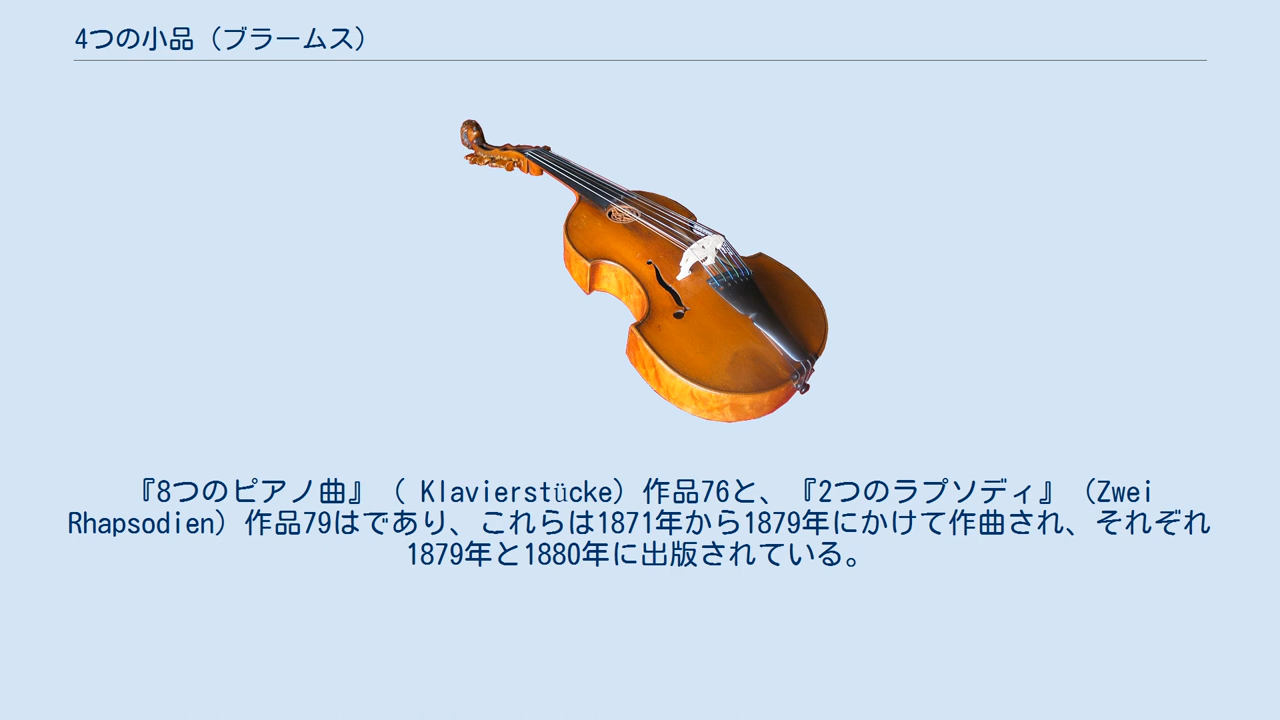 4つの小品（ブラームス）
『8つのピアノ曲』（ Klavierstücke）作品76と、『2つのラプソディ』（Zwei
Rhapsodien）作品79はであり、これらは1871年から1879年にかけて作曲され、それぞれ
1879年と1880年に出版されている。